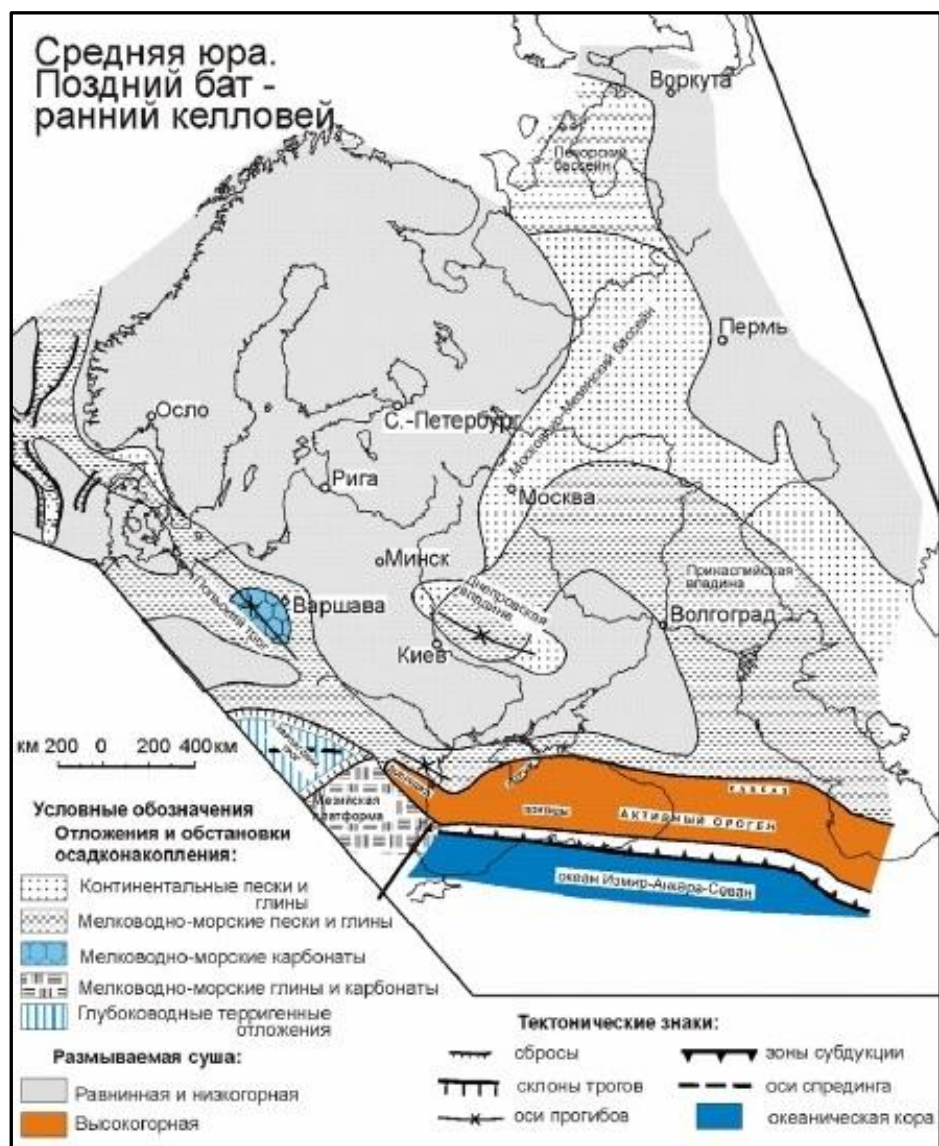 Средняя юра.
Поздний бат -
ранний келловей
Воркута
Печорский
бассейн
Пермь
Московско-Мезенский бассейн
Осло
С.-Петербург
Рига
Москва
Минск
Днепровская
впадина
Прикаспийская
впадина
Варшава
Польский трог
Волгоград
Киев
км 200 0 200 400км
Мезийская
платформа
КАВКАЗ
АКТИВНЫЙ ОРОГЕН
океан Измир-Анкара-Севан
Условные обозначения
Отложения и обстановки
осадконакопления:
Континентальные пески и
глины
Мелководно-морские пески и глины
Мелководно-морские карбонаты
Мелководно-морские глины и карбонаты
Глубоководные терригенные
отложения
Размываемая суша:
Равнинная и низкогорная
Высокогорная
Тектонические знаки:
сбросы
склоны трогов
оси прогибов
зоны субдукции
оси спрединга
океаническая кора